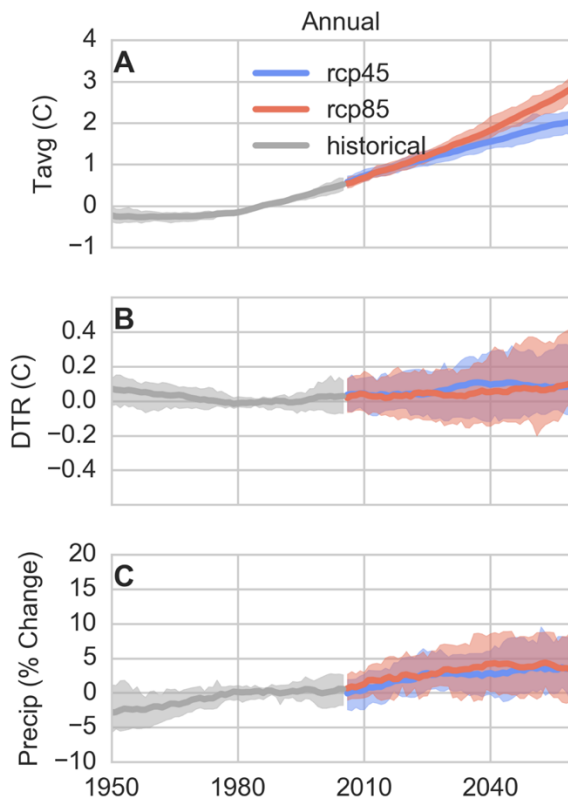 Annual
A
rcp45
rcp85
historical
4
3
2
1
0
−1
Tavg (C)
B
0.4
0.2
0.0
−0.2
−0.4
DTR (C)
C
20
15
10
5
0
−5
−10
Precip (% Change)
1950 1980 2010 2040